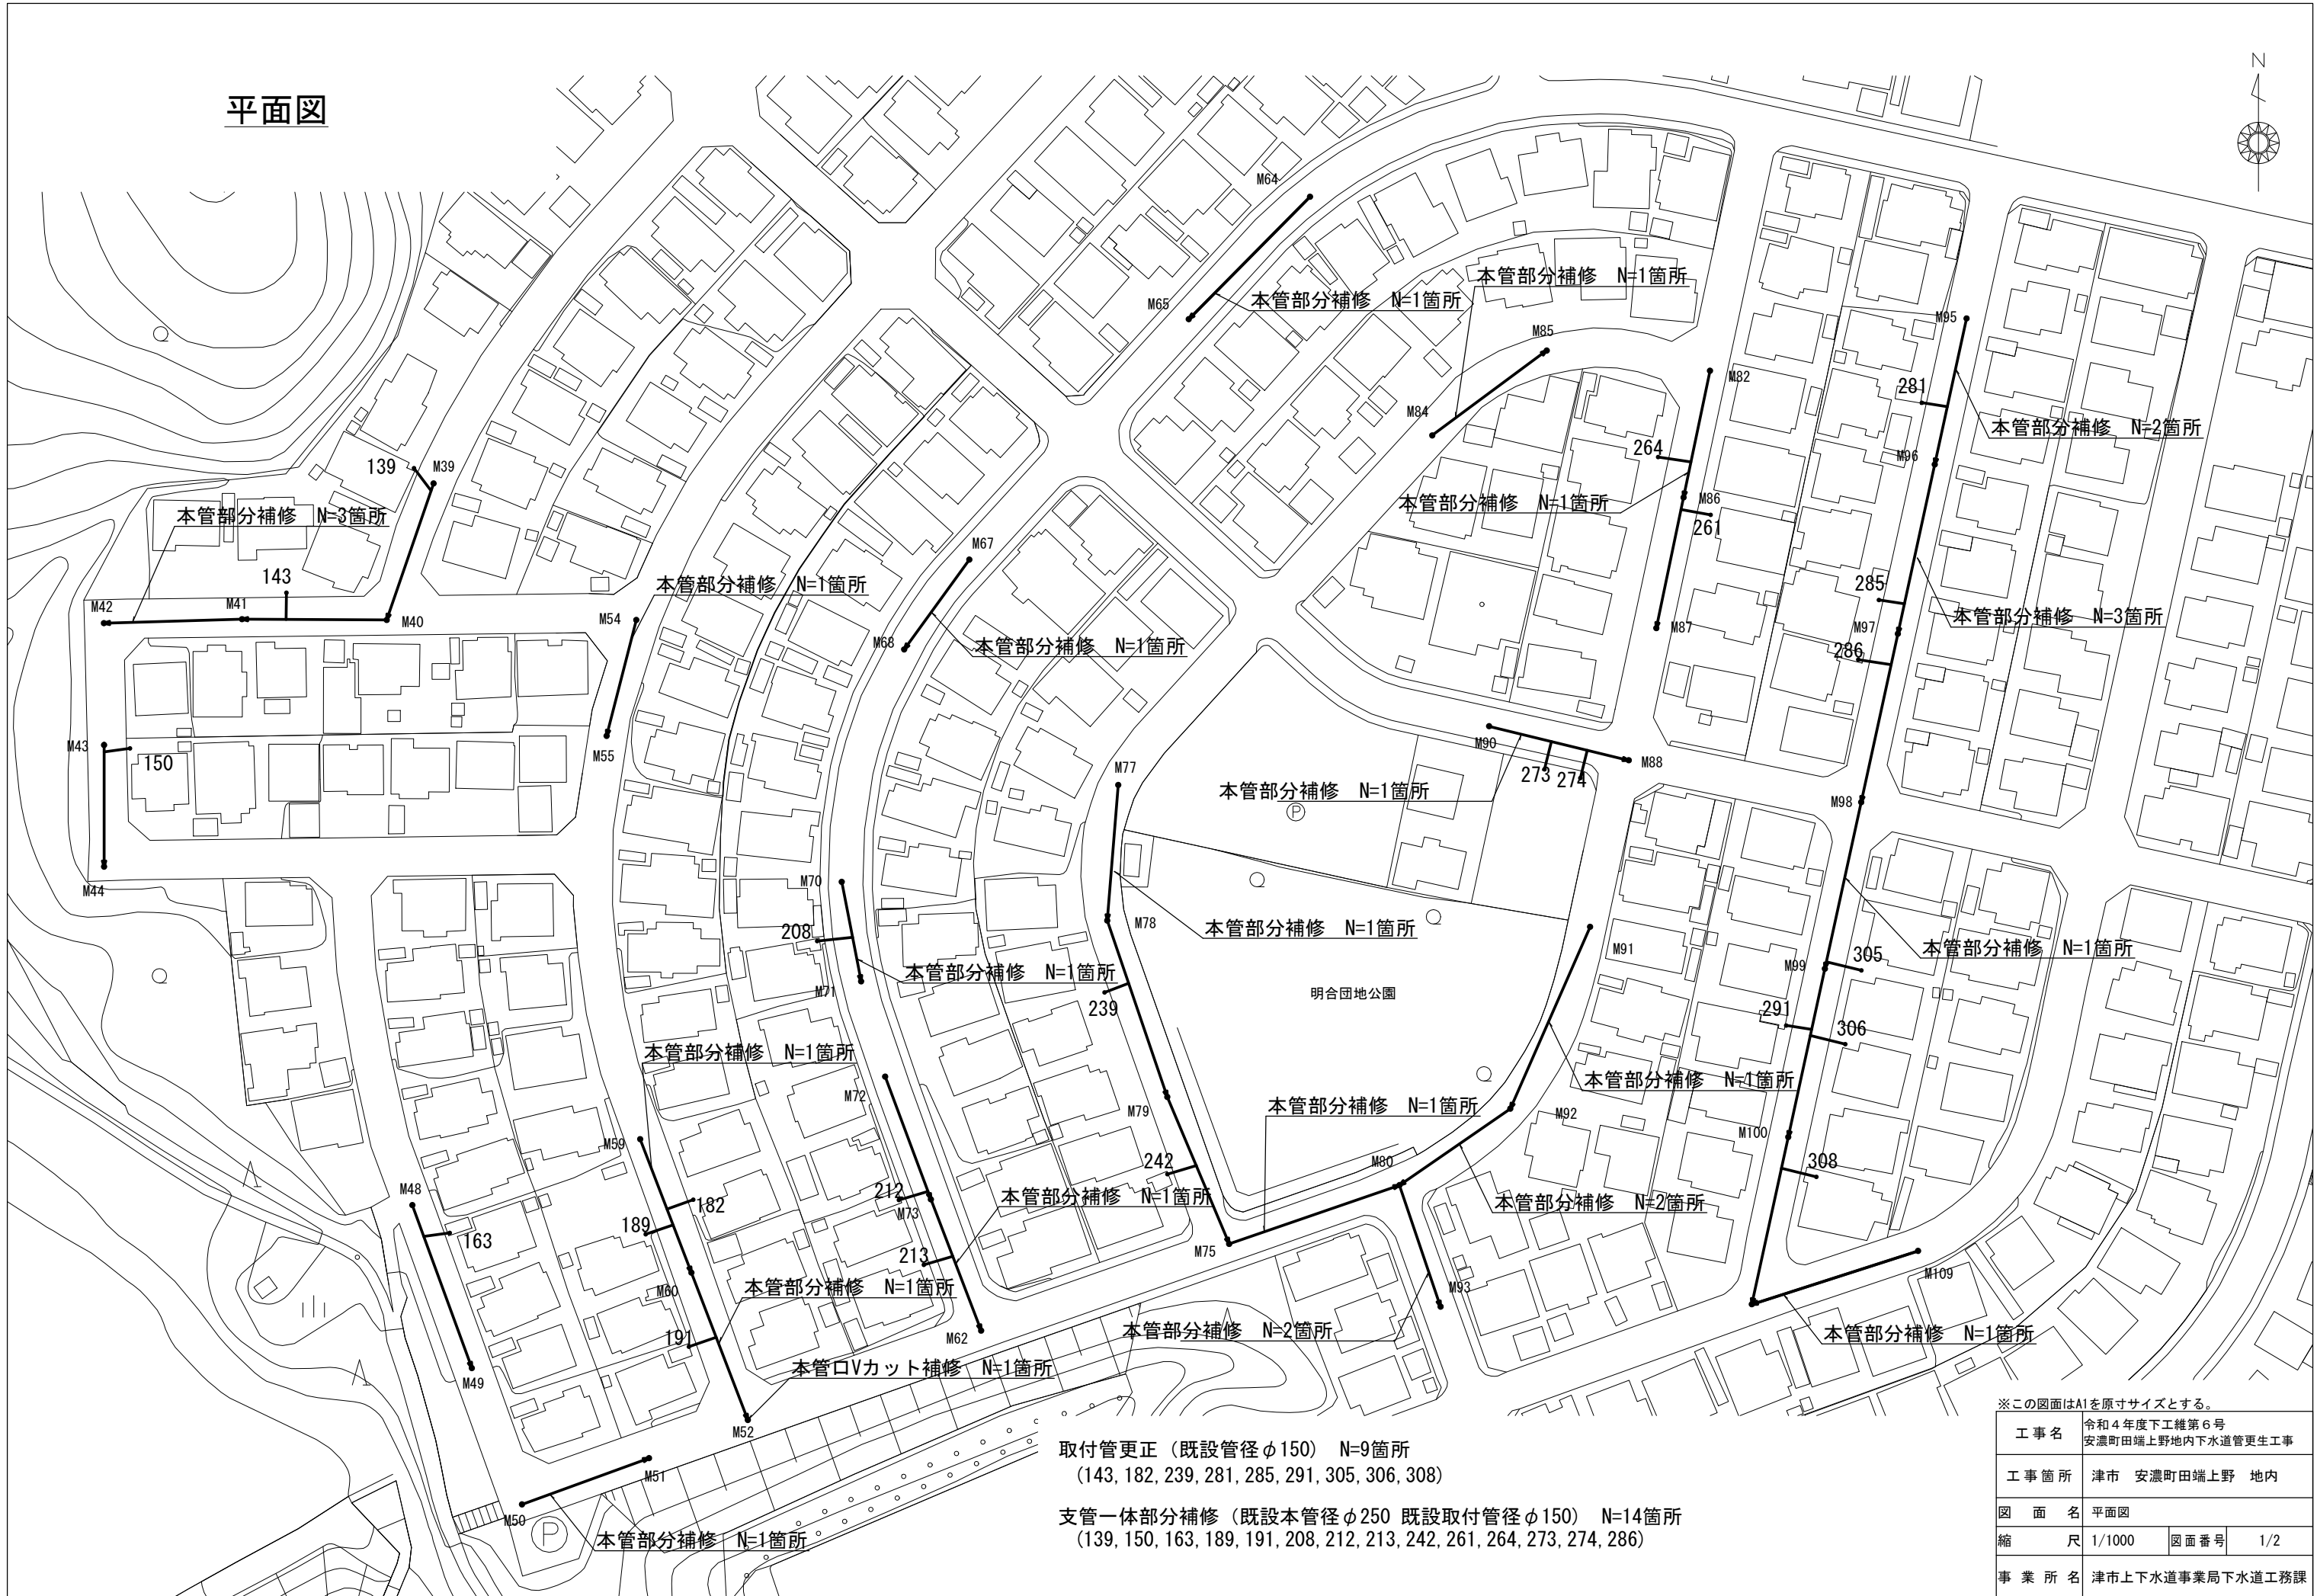 平面図
N
M64
本管部分補修 N=1箇所
M65
本管部分補修 N=1箇所
M85
M84
M95
M82
281
本管部分補修 N=2箇所
264
M96
139
M39
本管部分補修 N=1箇所
M86
261
本管部分補修 N=3箇所
M67
143
本管部分補修 N=1箇所
285
M42
M41
M40
M54
本管部分補修 N=3箇所
M68
本管部分補修 N=1箇所
M87
M97
286
M43
150
M55
M90
M88
273
274
M77
本管部分補修 N=1箇所
P
M98
M44
M70
M78
本管部分補修 N=1箇所
208
本管部分補修 N=1箇所
M71
M91
本管部分補修 N=1箇所
305
M99
明合団地公園
239
291
306
本管部分補修 N=1箇所
M72
本管部分補修 N=1箇所
M79
本管部分補修 N=1箇所
M92
M59
M100
M80
242
308
M48
212
本管部分補修 N=1箇所
182
M73
本管部分補修 N=2箇所
189
163
213
M75
M60
本管部分補修 N=1箇所
M109
M93
191
M62
本管部分補修 N=2箇所
本管部分補修 N=1箇所
本管口Vカット補修 N=1箇所
M49
M52
M51
M50
P
本管部分補修 N=1箇所
取付管更正（既設管径φ150） N=9箇所
(143, 182, 239, 281, 285, 291, 305, 306, 308)
支管一体部分補修（既設本管径φ250 既設取付管径φ150） N=14箇所
(139, 150, 163, 189, 191, 208, 212, 213, 242, 261, 264, 273, 274, 286)
※この図面はA1を原寸サイズとする。
工事名 令和４年度下工維第６号
安濃町田端上野地内下水道管更生工事
工事箇所 津市 安濃町田端上野 地内
図面名 平面図
縮尺 1/1000 図面番号 1/2
事業所名 津市上下水道事業局下水道工務課